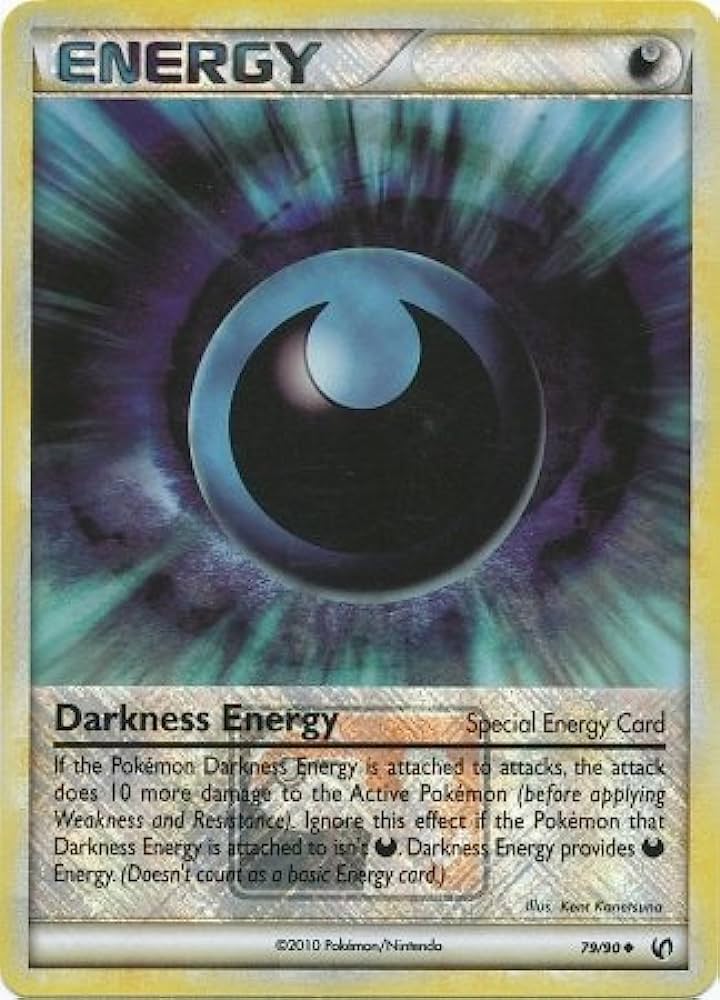 ENERGY
Darkness Energy Special Energy Card
If the Pokémon Darkness Energy is attached to attacks, the attack
does 10 more damage to the Active Pokémon (before applying
Weakness and Resistance). Ignore this effect if the Pokémon that
Darkness Energy is attached to isn't . Darkness Energy provides
Energy. (Doesn't count as a basic Energy card.)
illus. Kent Kanetsuna
©2010 Pokémon/Nintendo 79/90